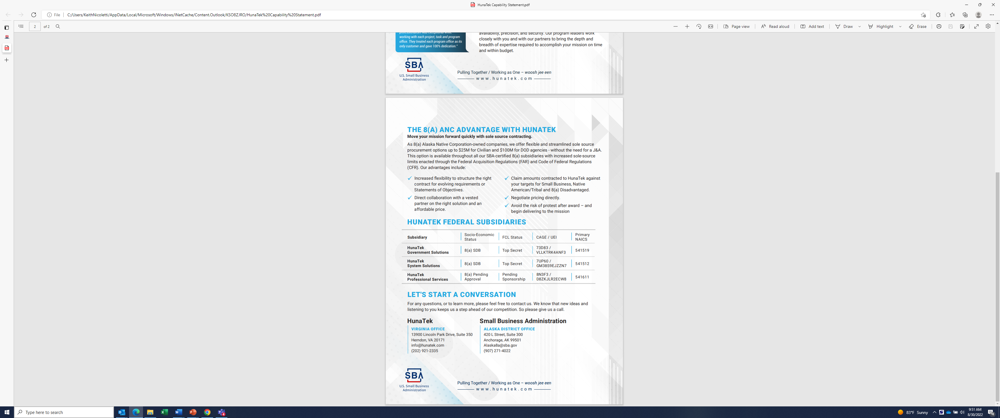 HunaTek Capability Statement.pdf
File
C:/Users/KeithNicoletti/AppData/Local/Microsoft/Windows/INetCache/Content.Outlook/KSO8ZJRO/HunaTek%20Capability%20Statement.pdf
2 of 2
Page view
Read aloud
Add text
Draw
Highlight
Erase
professionalism was exceptional while
working with each project, task and program
office. They treated each program office as its
only customer and gave 100% dedication."
availability, precision, and security. Our program leaders work
closely with you and with our partners to bring the depth and
breadth of expertise required to accomplish your mission on time
and within budget.
SBA
U.S. Small Business
Administration
Pulling Together / Working as One – woosh jee een
www.hunatek.com
THE 8(A) ANC ADVANTAGE WITH HUNATEK
Move your mission forward quickly with sole source contracting.
As 8(a) Alaska Native Corporation-owned companies, we offer flexible and streamlined sole source
procurement options up to $25M for Civilian and $100M for DOD agencies - without the need for a J&A.
This option is available throughout all our SBA-certified 8(a) subsidiaries with increased sole-source
limits enacted through the Federal Acquisition Regulations (FAR) and Code of Federal Regulations
(CFR). Our advantages include:
Increased flexibility to structure the right
contract for evolving requirements or
Statements of Objectives.
Direct collaboration with a vested
partner on the right solution and an
affordable price.
Claim amounts contracted to HunaTek against
your targets for Small Business, Native
American/Tribal and 8(a) Disadvantaged.
Negotiate pricing directly.
Avoid the risk of protest after award – and
begin delivering to the mission
HUNATEK FEDERAL SUBSIDIARIES
Subsidiary
Socio-Economic
Status
FCL Status
CAGE / UEI
Primary
NAICS
HunaTek
Government Solutions
8(a) SDB
Top Secret
73D83 /
VLLKTRK4ANF3
541519
HunaTek
System Solutions
8(a) SDB
Top Secret
7UP60 /
GM38S9EJZZN7
541512
HunaTek
Professional Services
8(a) Pending
Approval
Pending
Sponsorship
8N3F3 /
D8ZKJLR2ECW8
541611
LET'S START A CONVERSATION
For any questions, or to learn more, please feel free to contact us. We know that new ideas and
listening to you keeps us a step ahead of our competition. So please give us a call.
HunaTek
VIRGINIA OFFICE
13900 Lincoln Park Drive, Suite 350
Herndon, VA 20171
info@hunatek.com
(202) 921-2335
Small Business Administration
ALASKA DISTRICT OFFICE
420 L Street, Suite 300
Anchorage, AK 99501
Alaska8a@sba.gov
(907) 271-4022
SBA
U.S. Small Business
Administration
Pulling Together / Working as One – woosh jee een
www.hunatek.com
Type here to search
4
83°F Sunny
9:51 AM
8/30/2022
18